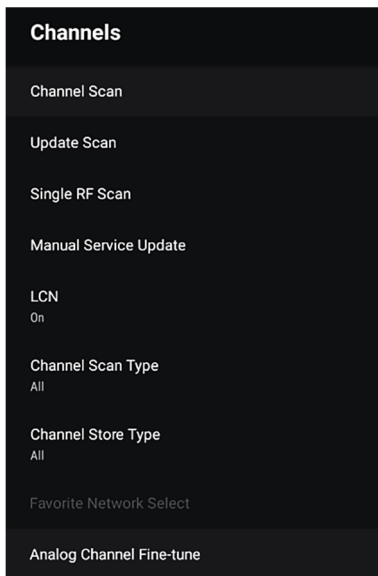 Channels
Channel Scan
Update Scan
Single RF Scan
Manual Service Update
LCN
On
Channel Scan Type
All
Channel Store Type
All
Favorite Network Select
Analog Channel Fine-tune